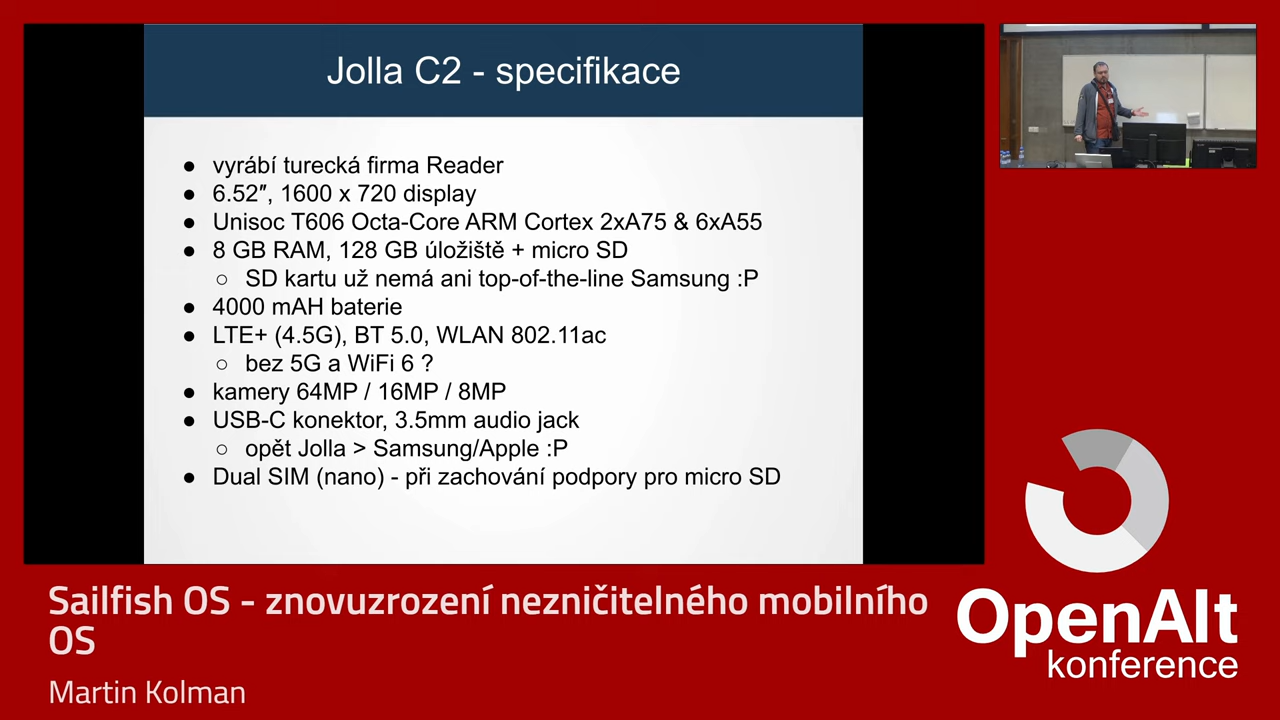 Jolla C2 - specifikace
● vyrábí turecká firma Reader
● 6.52″, 1600 x 720 display
● Unisoc T606 Octa-Core ARM Cortex 2xA75 & 6xA55
● 8 GB RAM, 128 GB úložiště + micro SD
○ SD kartu už nemá ani top-of-the-line Samsung :P
● 4000 mAH baterie
● LTE+ (4.5G), BT 5.0, WLAN 802.11ac
○ bez 5G a WiFi 6 ?
● kamery 64MP / 16MP / 8MP
● USB-C konektor, 3.5mm audio jack
○ opět Jolla > Samsung/Apple :P
● Dual SIM (nano) - při zachování podpory pro micro SD
Sailfish OS - znovuzrození nezničitelného mobilního
OS
Martin Kolman
OpenAlt
konference